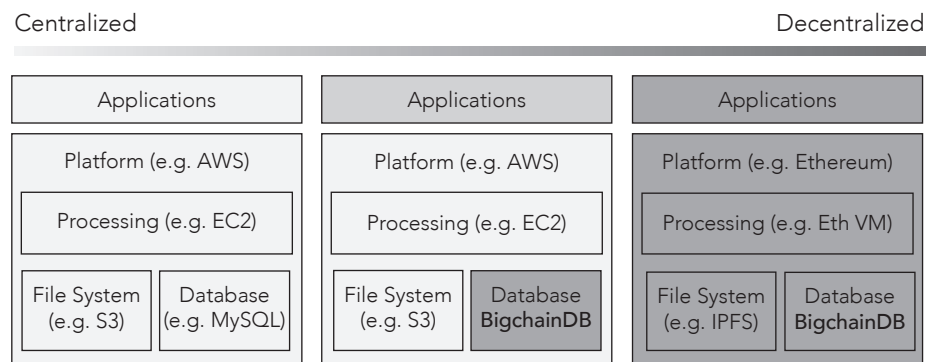 Centralized
Decentralized
Applications
Platform (e.g. AWS)
Processing (e.g. EC2)
File System
(e.g. S3)
Database
(e.g. MySQL)
Applications
Platform (e.g. AWS)
Processing (e.g. EC2)
File System
(e.g. S3)
Database
BigchainDB
Applications
Platform (e.g. Ethereum)
Processing (e.g. Eth VM)
File System
(e.g. IPFS)
Database
BigchainDB